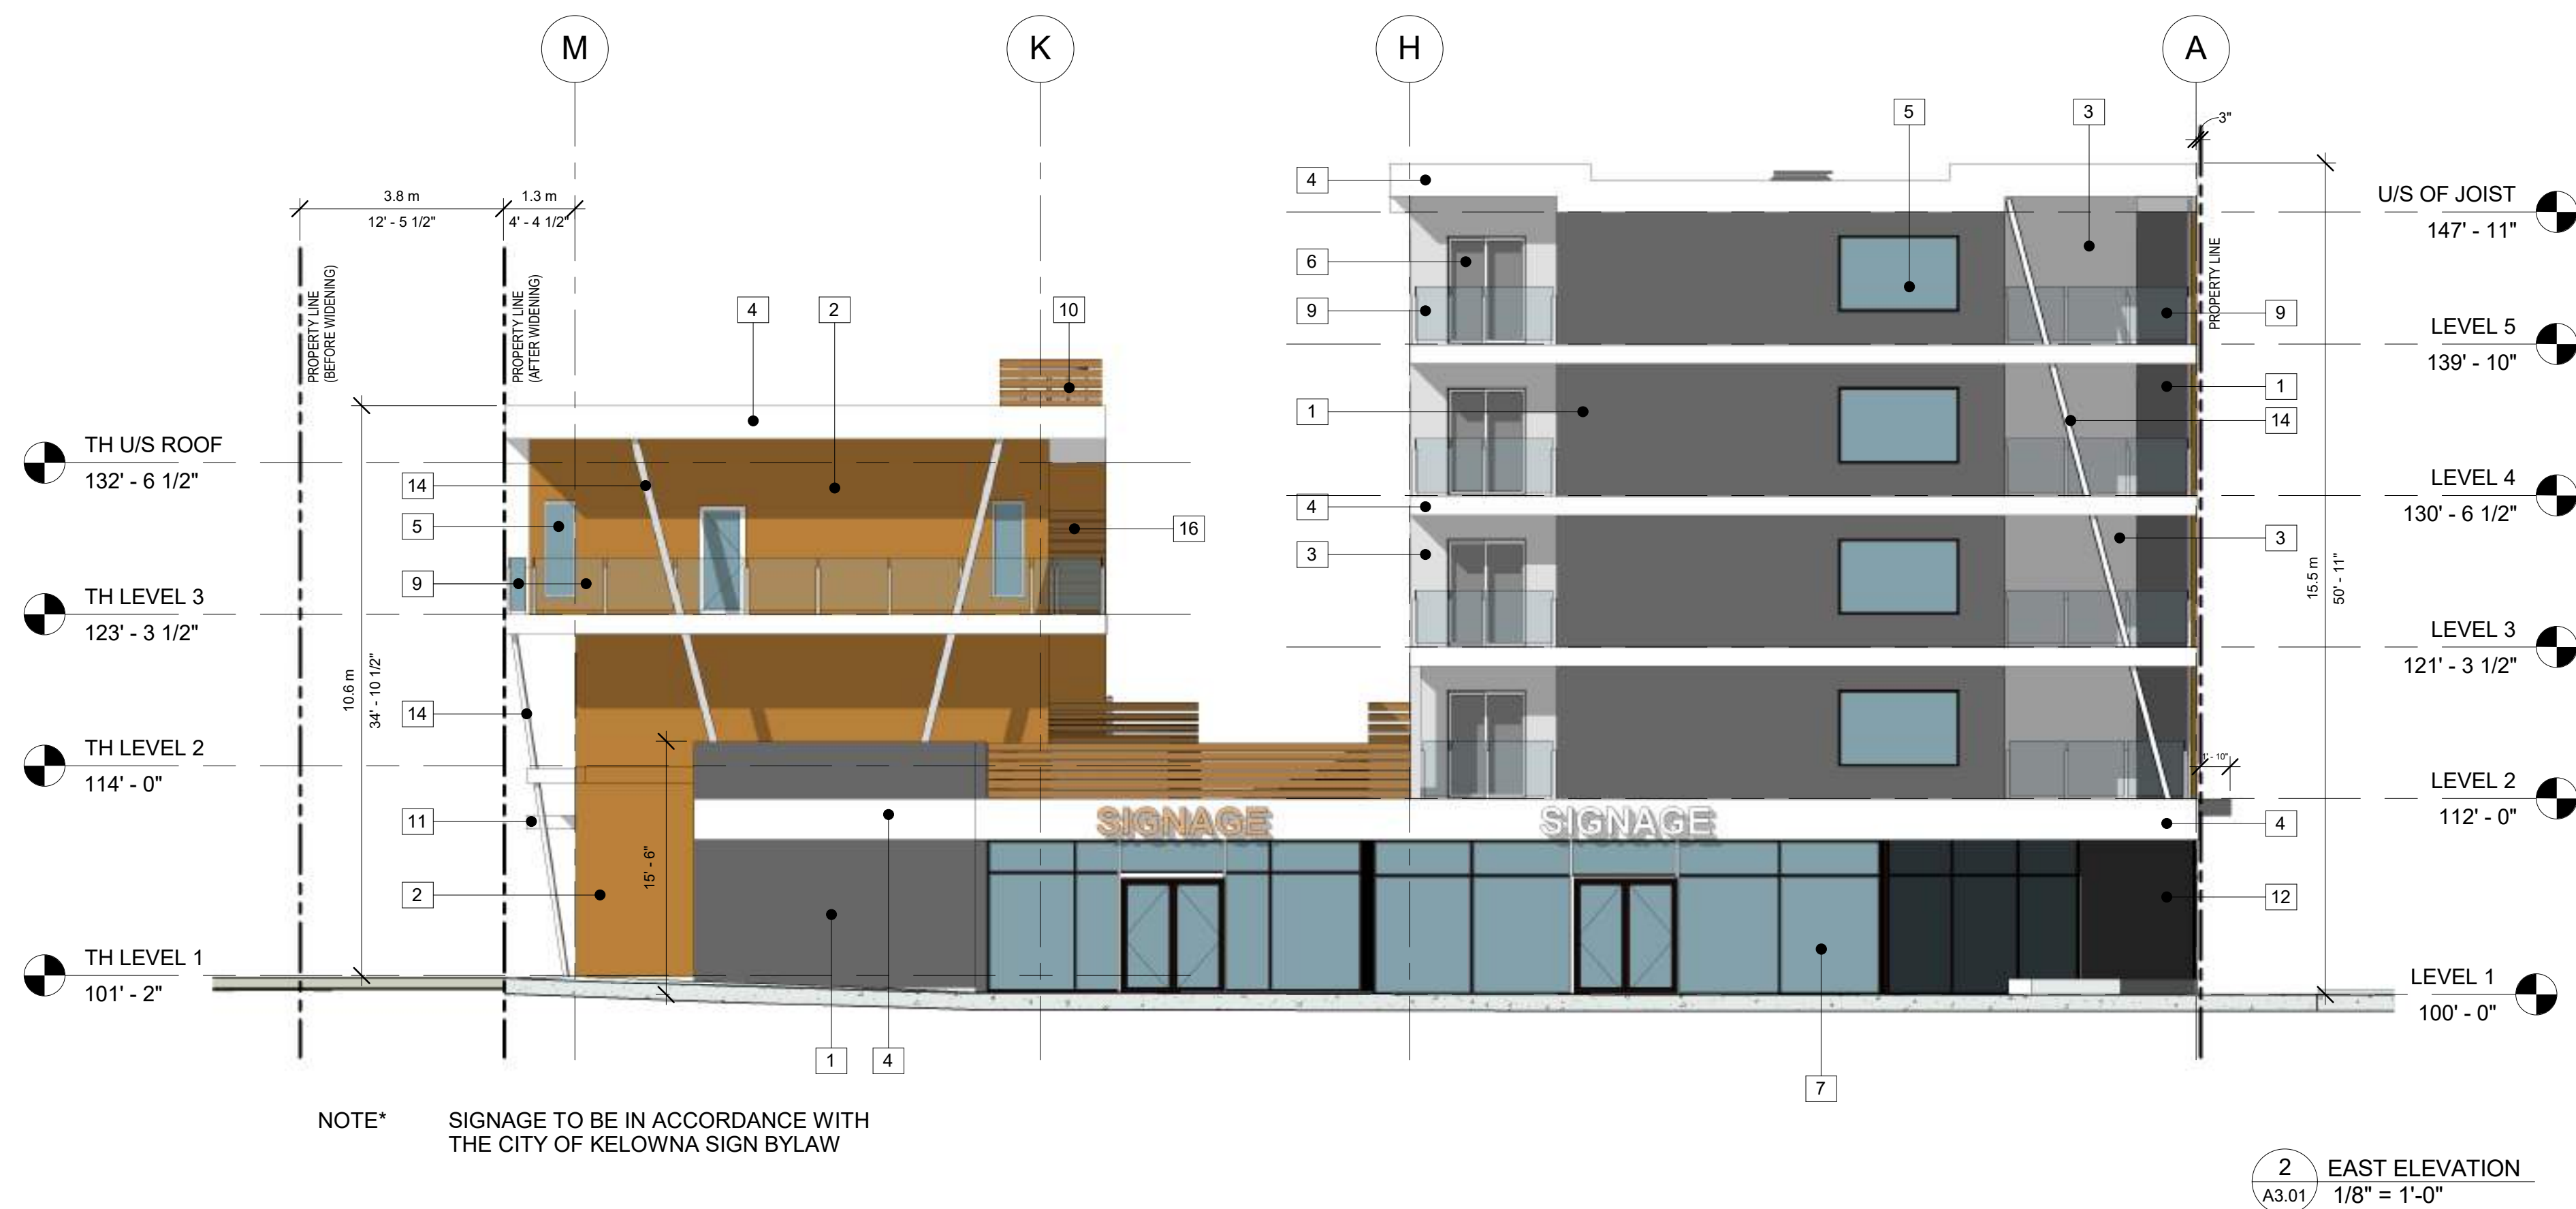 M
K
H
A
5
3
3"
4
3.8 m
12' - 5 1/2"
1.3 m
4' - 4 1/2"
U/S OF JOIST
147' - 11"
6
PROPERTY LINE
(BEFORE WIDENING)
PROPERTY LINE
(AFTER WIDENING)
PROPERTY LINE
4
2
10
9
9
LEVEL 5
139' - 10"
1
1
14
TH U/S ROOF
132' - 6 1/2"
14
5
16
4
LEVEL 4
130' - 6 1/2"
3
3
9
15.5 m
50' - 11"
TH LEVEL 3
123' - 3 1/2"
LEVEL 3
121' - 3 1/2"
10.6 m
34' - 10 1/2"
14
TH LEVEL 2
114' - 0"
1' - 10"
LEVEL 2
112' - 0"
11
SIGNAGE
SIGNAGE
4
15' - 6"
2
12
TH LEVEL 1
101' - 2"
LEVEL 1
100' - 0"
1
4
7
NOTE*
SIGNAGE TO BE IN ACCORDANCE WITH
THE CITY OF KELOWNA SIGN BYLAW
2
A3.01
EAST ELEVATION
1/8" = 1'-0"